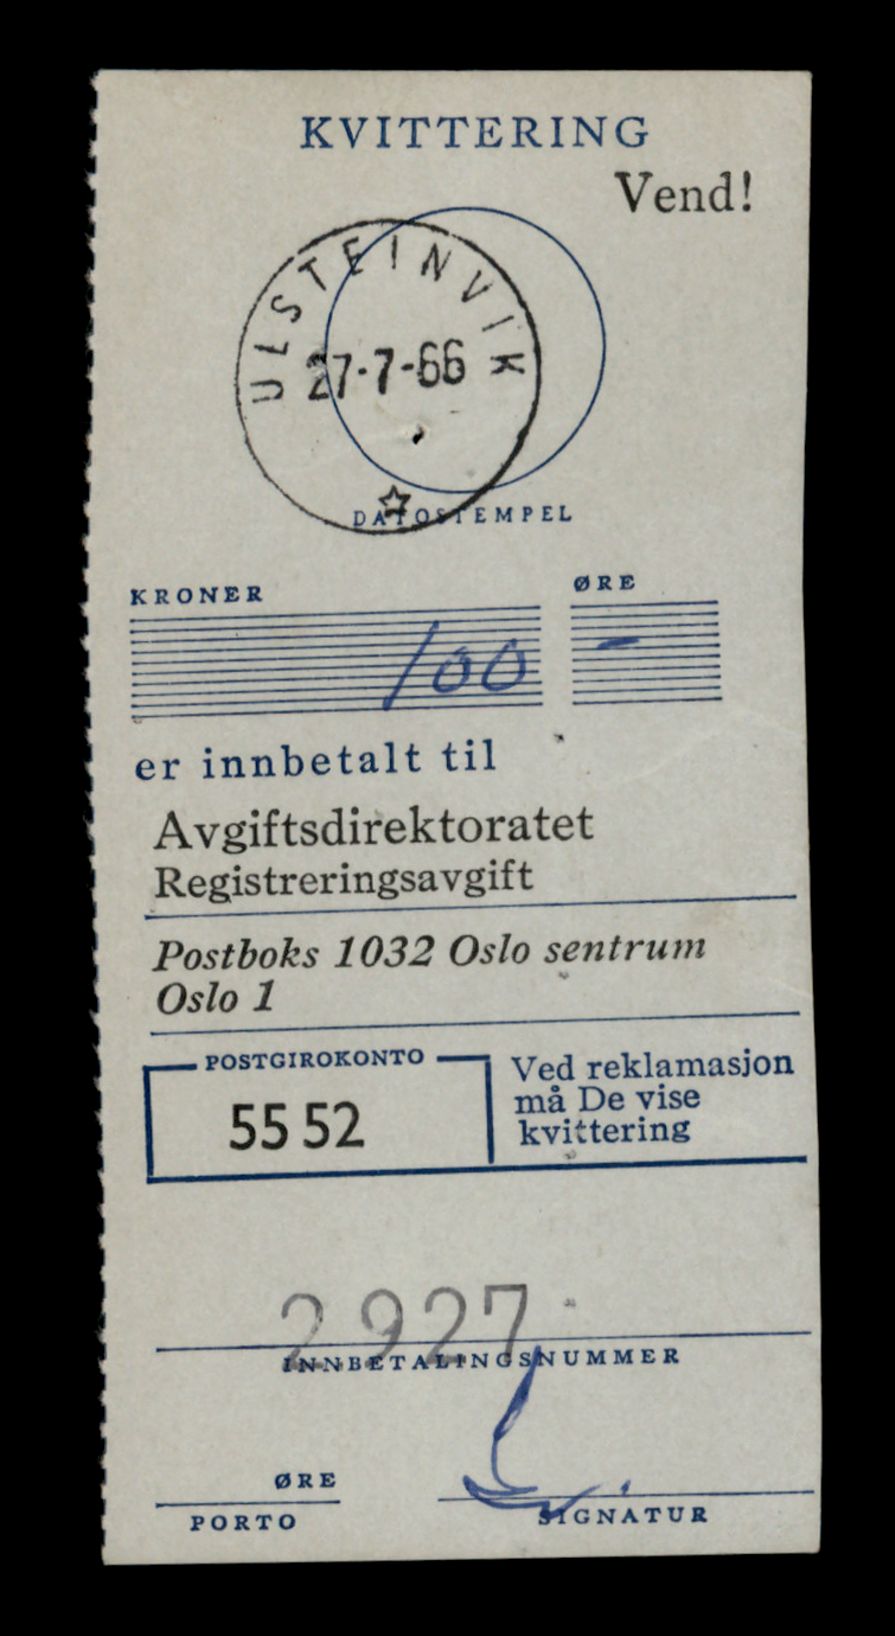 KVITTERING
Vend!
ULSTEINVIK
27-7-66
DATOSTEMPEL
KRONER
ØRE
100
-
er innbetalt til
Avgiftsdirektoratet
Registreringsavgift
Postboks 1032 Oslo sentrum
Oslo 1
POSTGIROKONTO
55 52
Ved reklamasjon
må De vise
kvittering
2927
INNBETALINGSNUMMER
ØRE
PORTO
SIGNATUR